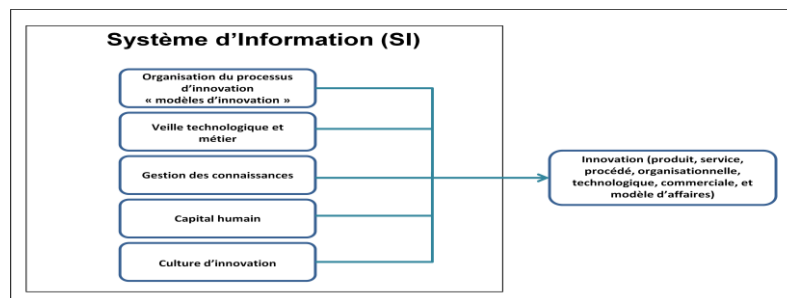 Système d’Information (SI)
Organisation du processus
d’innovation
« modèles d’innovation »
Veille technologique et
métier
Gestion des connaissances
Capital humain
Culture d’innovation
Innovation (produit, service,
procédé, organisationnelle,
technologique, commerciale, et
modèle d’affaires)